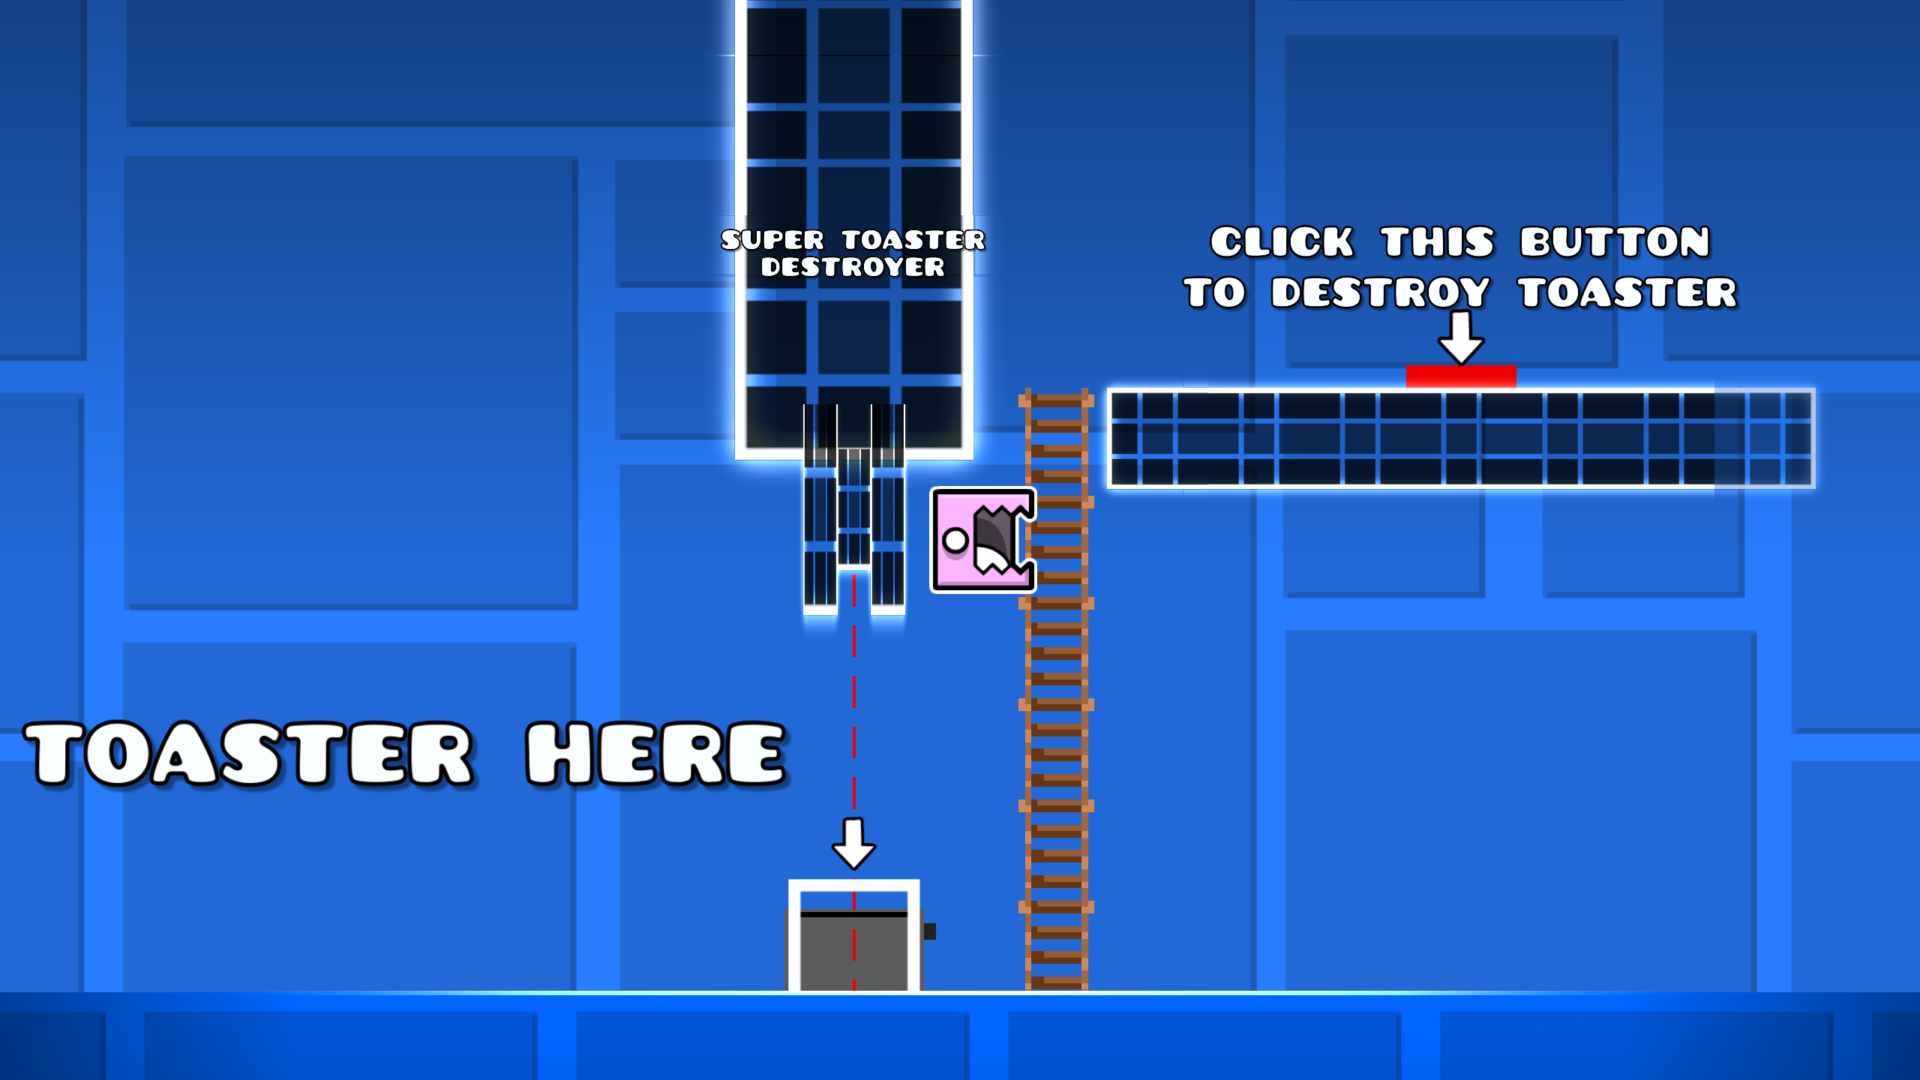 SUPER TOASTER
DESTROYER
CLICK THIS BUTTON
TO DESTROY TOASTER
TOASTER HERE